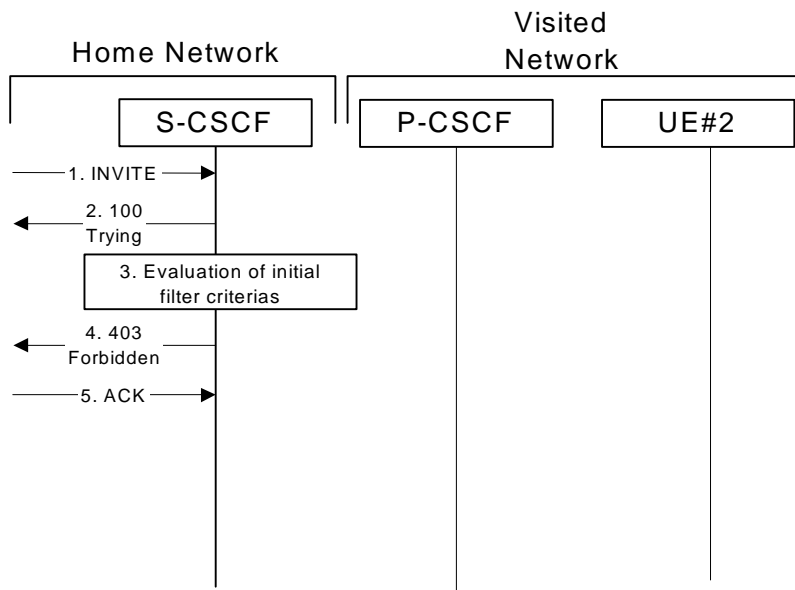 Home Network
Visited
Network
S-CSCF
P-CSCF
UE#2
1. INVITE
2. 100
Trying
3. Evaluation of initial
filter criterias
4. 403
Forbidden
5. ACK